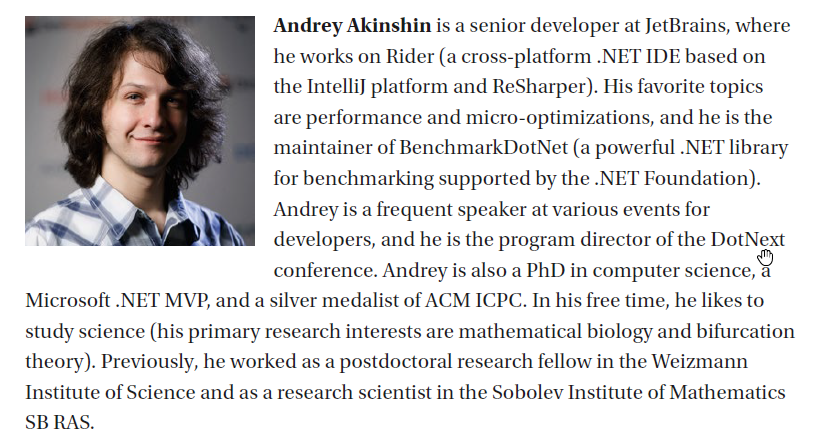 Andrey Akinshin is a senior developer at JetBrains, where
he works on Rider (a cross-platform .NET IDE based on
the IntelliJ platform and ReSharper). His favorite topics
are performance and micro-optimizations, and he is the
maintainer of BenchmarkDotNet (a powerful .NET library
for benchmarking supported by the .NET Foundation).
Andrey is a frequent speaker at various events for
developers, and he is the program director of the DotNext
conference. Andrey is also a PhD in computer science, a
Microsoft .NET MVP, and a silver medalist of ACM ICPC. In his free time, he likes to
study science (his primary research interests are mathematical biology and bifurcation
theory). Previously, he worked as a postdoctoral research fellow in the Weizmann
Institute of Science and as a research scientist in the Sobolev Institute of Mathematics
SB RAS.